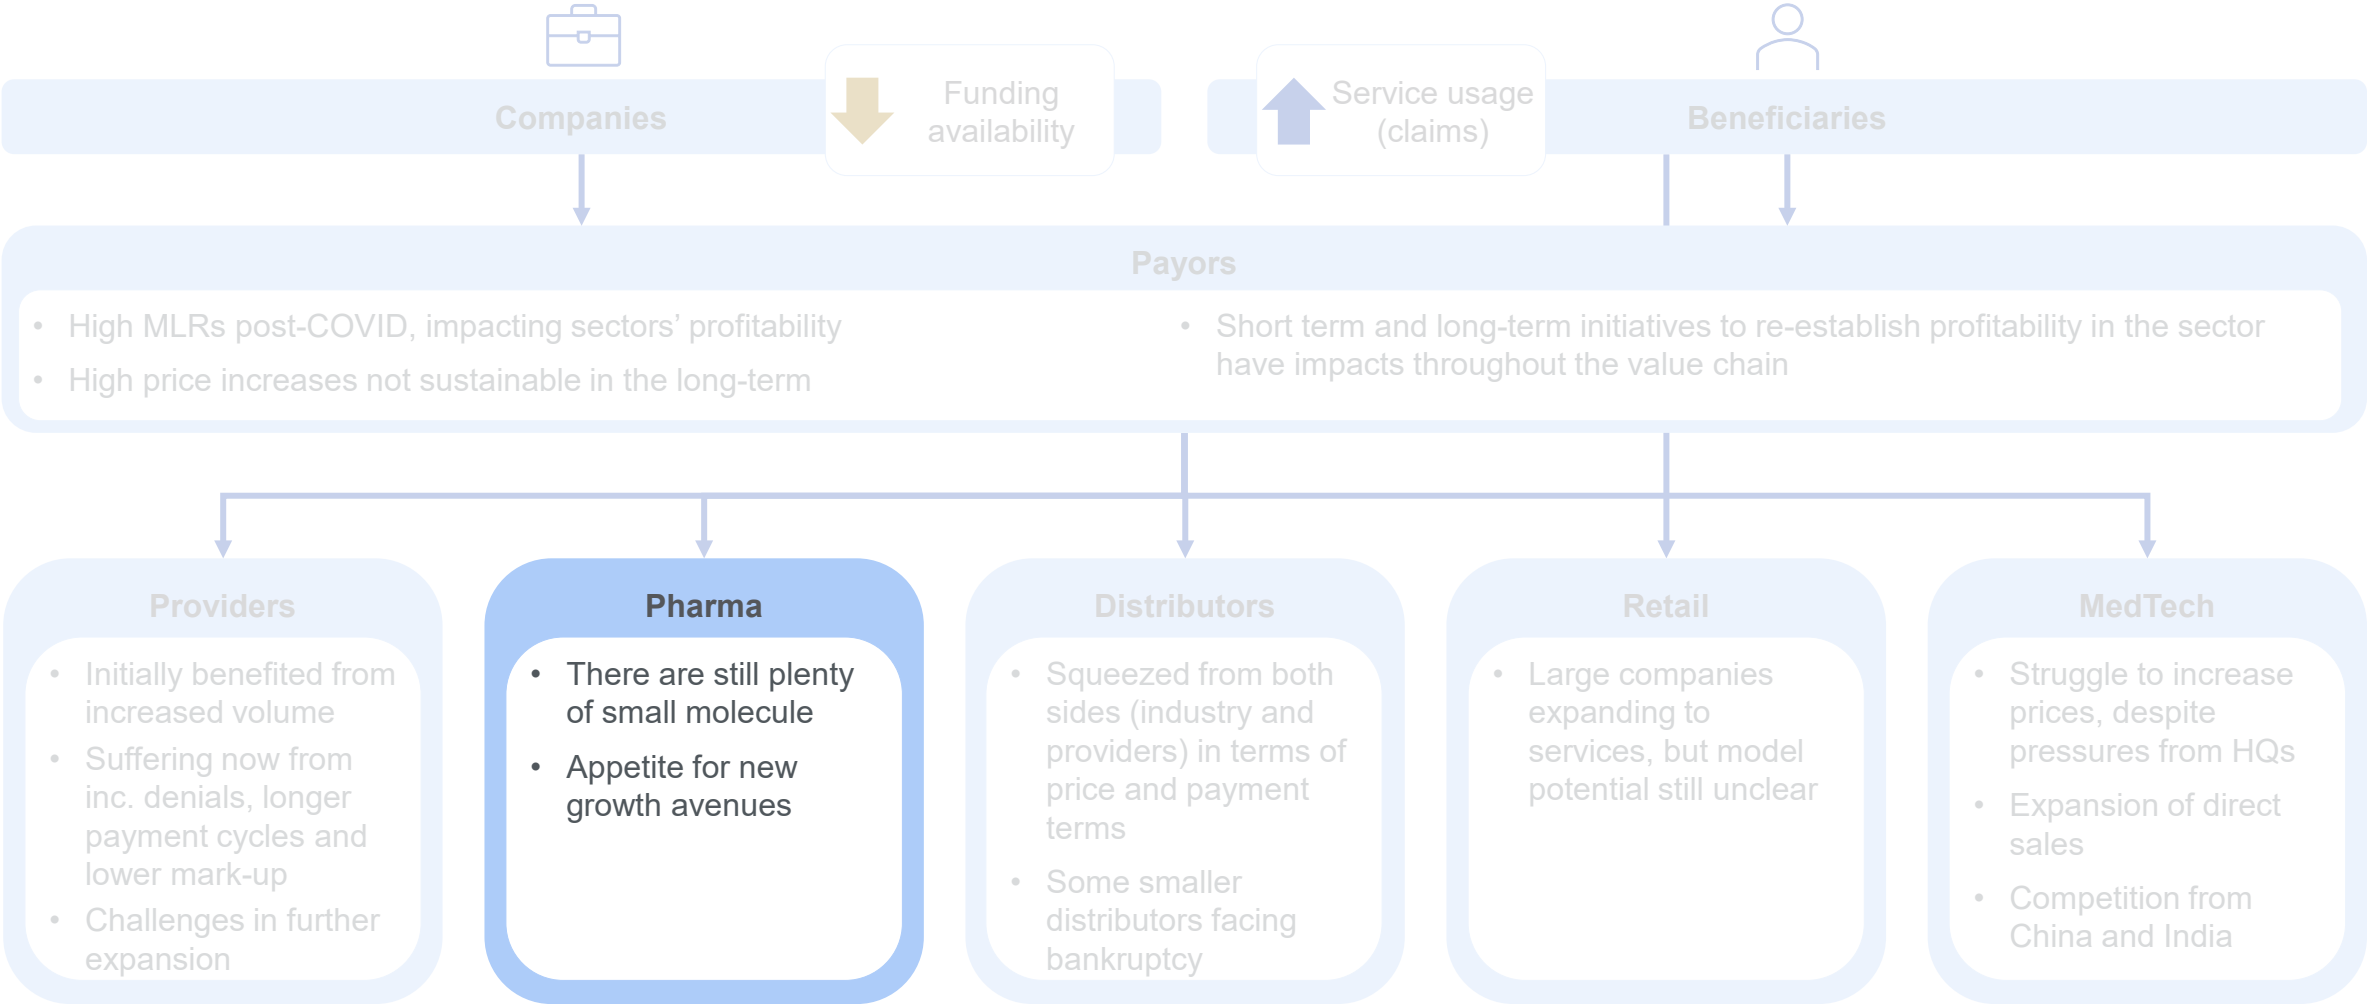 Companies
Funding
availability
Service usage
(claims)
Beneficiaries
Payors
• High MLRs post-COVID, impacting sectors’ profitability
• High price increases not sustainable in the long-term
• Short term and long-term initiatives to re-establish profitability in the sector
have impacts throughout the value chain
Providers
• Initially benefited from
increased volume
• Suffering now from
inc. denials, longer
payment cycles and
lower mark-up
• Challenges in further
expansion
Pharma
• There are still plenty
of small molecule
• Appetite for new
growth avenues
Distributors
• Squeezed from both
sides (industry and
providers) in terms of
price and payment
terms
• Some smaller
distributors facing
bankruptcy
Retail
• Large companies
expanding to
services, but model
potential still unclear
MedTech
• Struggle to increase
prices, despite
pressures from HQs
• Expansion of direct
sales
• Competition from
China and India